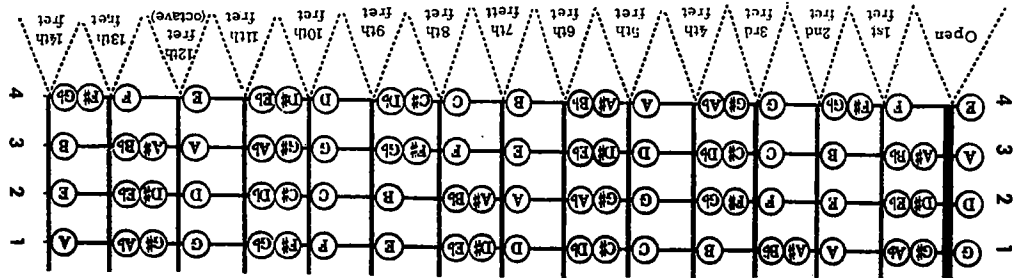 1 G G# Ab A A# Bb B C C# Db D D# Eb E F F# Gb G G# Ab A 1
2 D D# Eb E F F# Gb G G# Ab A A# Bb B C C# Db D D# Eb E 2
3 A A# Bb B C C# Db D D# Eb E F F# Gb G G# Ab A A# Bb B 3
4 E F F# Gb G G# Ab A A# Bb B C C# Db D D# Eb E F F# Gb 4
Open 1st 2nd 3rd 4th 5th 6th 7th 8th 9th 10th 11th 12th 13th 14th
fret fret fret fret fret fret fret fret fret fret fret fret fret fret
(octave)